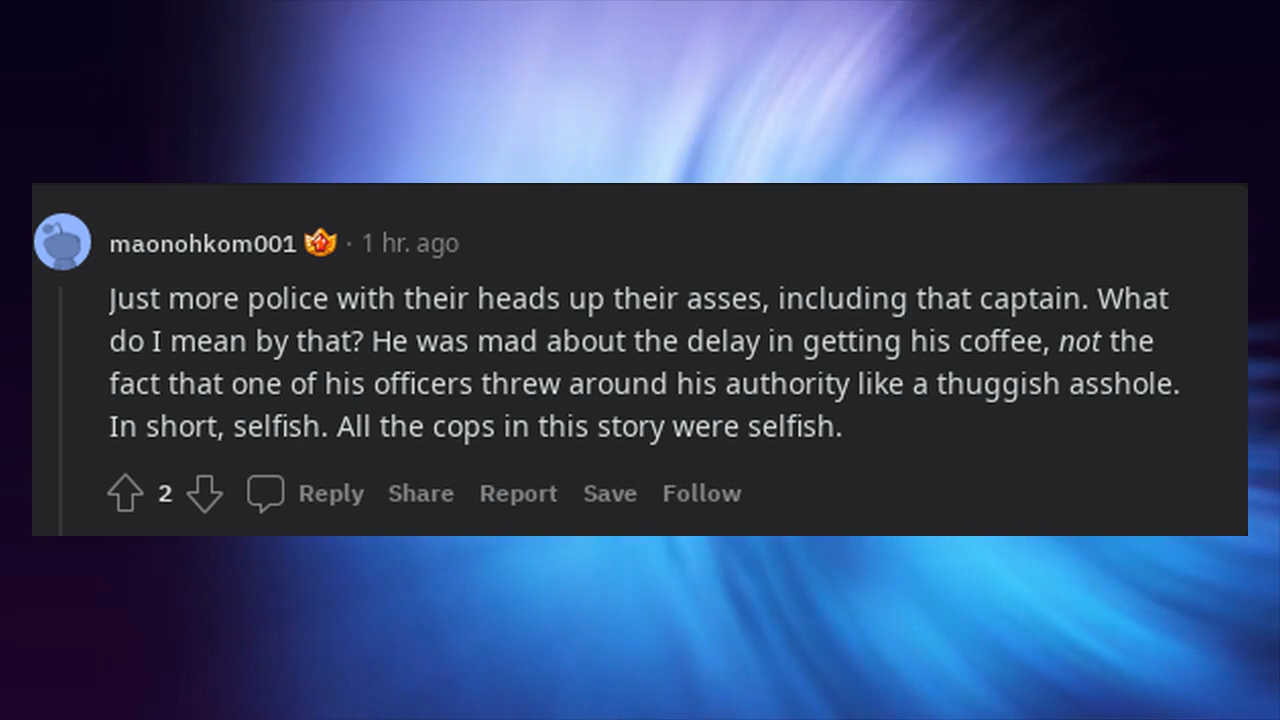 maonohkom001 · 1 hr. ago
Just more police with their heads up their asses, including that captain. What
do I mean by that? He was mad about the delay in getting his coffee, not the
fact that one of his officers threw around his authority like a thuggish asshole.
In short, selfish. All the cops in this story were selfish.
2 Reply Share Report Save Follow